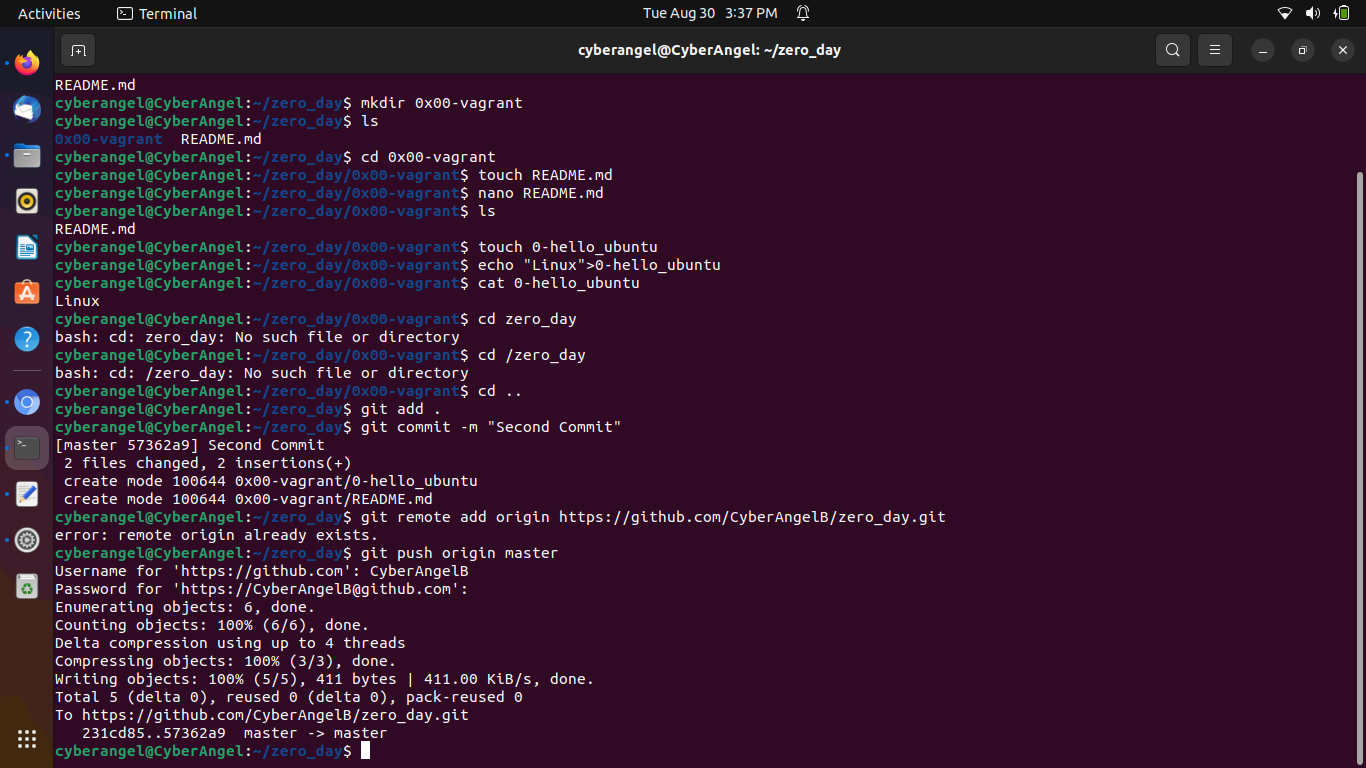 Activities
Terminal
Tue Aug 30 3:37 PM
cyberangel@CyberAngel: ~/zero_day
README.md
cyberangel@CyberAngel:~/zero_day$ mkdir 0x00-vagrant
cyberangel@CyberAngel:~/zero_day$ ls
0x00-vagrant  README.md
cyberangel@CyberAngel:~/zero_day$ cd 0x00-vagrant
cyberangel@CyberAngel:~/zero_day/0x00-vagrant$ touch README.md
cyberangel@CyberAngel:~/zero_day/0x00-vagrant$ nano README.md
cyberangel@CyberAngel:~/zero_day/0x00-vagrant$ ls
README.md
cyberangel@CyberAngel:~/zero_day/0x00-vagrant$ touch 0-hello_ubuntu
cyberangel@CyberAngel:~/zero_day/0x00-vagrant$ echo "Linux">0-hello_ubuntu
cyberangel@CyberAngel:~/zero_day/0x00-vagrant$ cat 0-hello_ubuntu
Linux
cyberangel@CyberAngel:~/zero_day/0x00-vagrant$ cd zero_day
bash: cd: zero_day: No such file or directory
cyberangel@CyberAngel:~/zero_day/0x00-vagrant$ cd /zero_day
bash: cd: /zero_day: No such file or directory
cyberangel@CyberAngel:~/zero_day/0x00-vagrant$ cd ..
cyberangel@CyberAngel:~/zero_day$ git add .
cyberangel@CyberAngel:~/zero_day$ git commit -m "Second Commit"
[master 57362a9] Second Commit
 2 files changed, 2 insertions(+)
 create mode 100644 0x00-vagrant/0-hello_ubuntu
 create mode 100644 0x00-vagrant/README.md
cyberangel@CyberAngel:~/zero_day$ git remote add origin https://github.com/CyberAngelB/zero_day.git
error: remote origin already exists.
cyberangel@CyberAngel:~/zero_day$ git push origin master
Username for 'https://github.com': CyberAngelB
Password for 'https://CyberAngelB@github.com':
Enumerating objects: 6, done.
Counting objects: 100% (6/6), done.
Delta compression using up to 4 threads
Compressing objects: 100% (3/3), done.
Writing objects: 100% (5/5), 411 bytes | 411.00 KiB/s, done.
Total 5 (delta 0), reused 0 (delta 0), pack-reused 0
To https://github.com/CyberAngelB/zero_day.git
   231cd85..57362a9  master -> master
cyberangel@CyberAngel:~/zero_day$